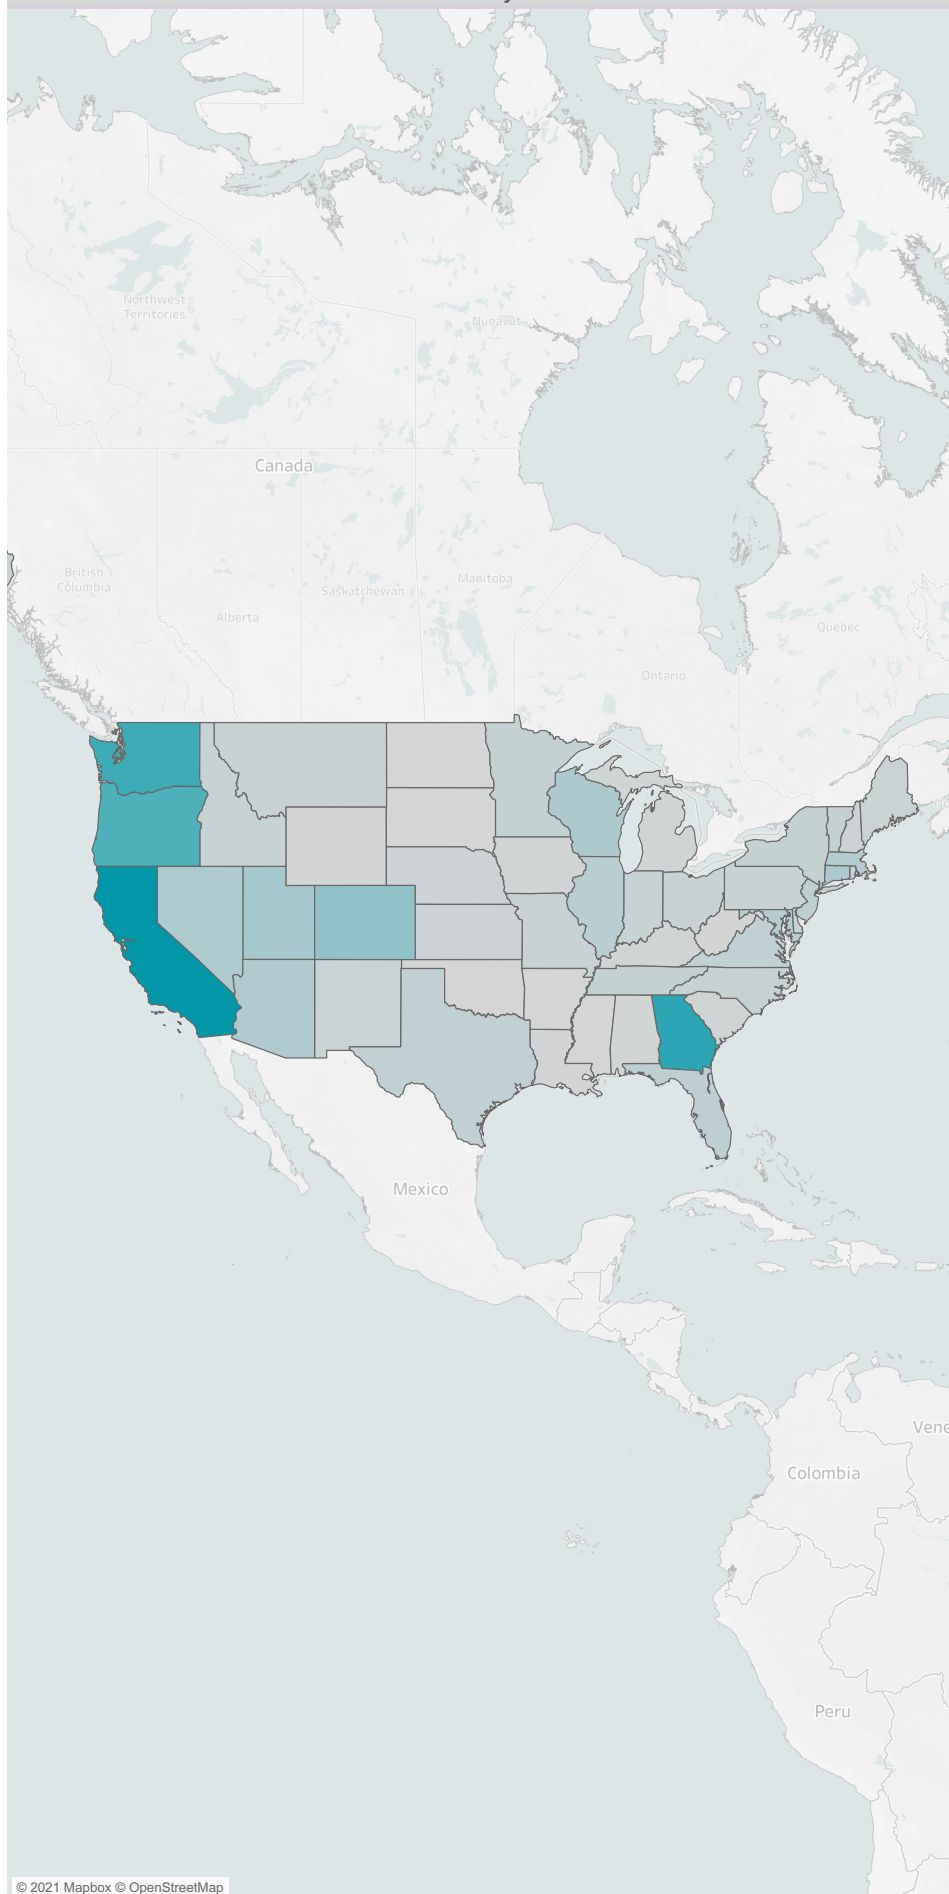 Northwest
Territories
Nunavut
Canada
British
Columbia
Alberta
Saskatchewan
Manitoba
Ontario
Quebec
Mexico
Vene
Colombia
Peru
© 2021 Mapbox © OpenStreetMap